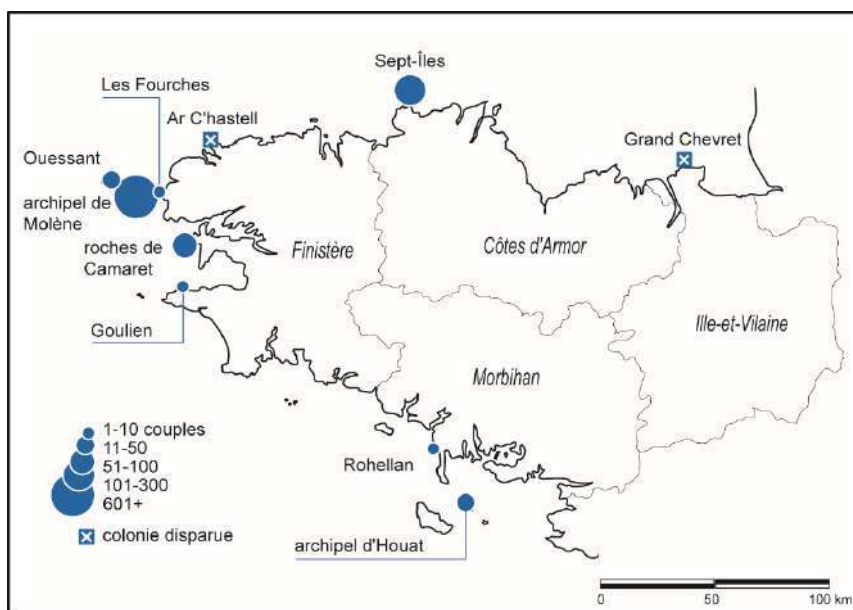 Sept-Îles
Les Fourches
Ar C'hastell
Grand Chevret
Ouessant
archipel de
Molène
roches de
Camaret
Finistère
Côtes d'Armor
Ille-et-Vilaine
Goulien
Morbihan
1-10 couples
11-50
51-100
101-300
601+
Rohellan
colonie disparue
archipel d'Houat
0
50
100 km